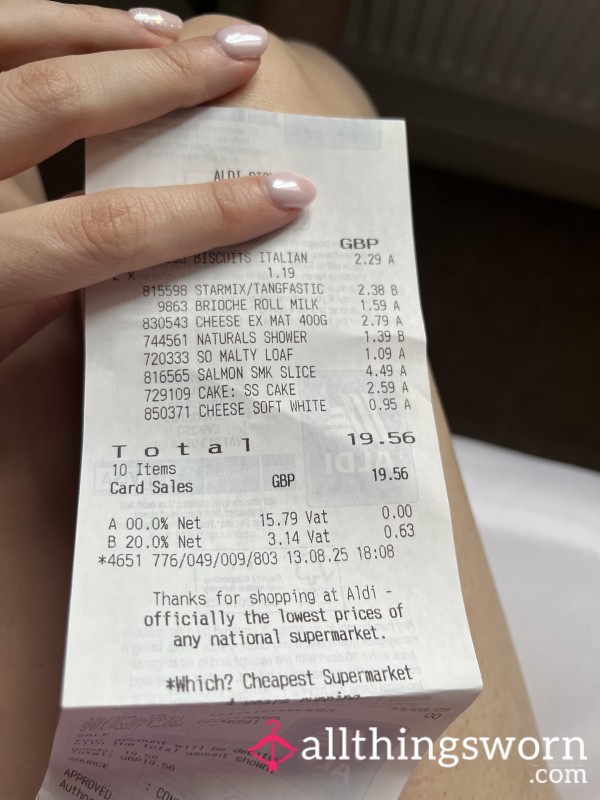 GBP
BISCUITS ITALIAN 2.29 A
2 x 1.19
815598 STARMIX/TANGFASTIC 2.38 B
9863 BRIOCHE ROLL MILK 1.59 A
830543 CHEESE EX MAT 400G 2.79 A
744561 NATURALS SHOWER 1.39 B
720333 SO MALTY LOAF 1.09 A
816565 SALMON SMK SLICE 4.49 A
729109 CAKE: SS CAKE 2.59 A
850371 CHEESE SOFT WHITE 0.95 A
Total 19.56
10 Items
Card Sales GBP 19.56
A 00.0% Net 15.79 Vat 0.00
B 20.0% Net 3.14 Vat 0.63
*4651 776/049/009/803 13.08.25 18:08
Thanks for shopping at Aldi -
officially the lowest prices of
any national supermarket.
*Which? Cheapest Supermarket
APPROVED
allthingsworn
.com